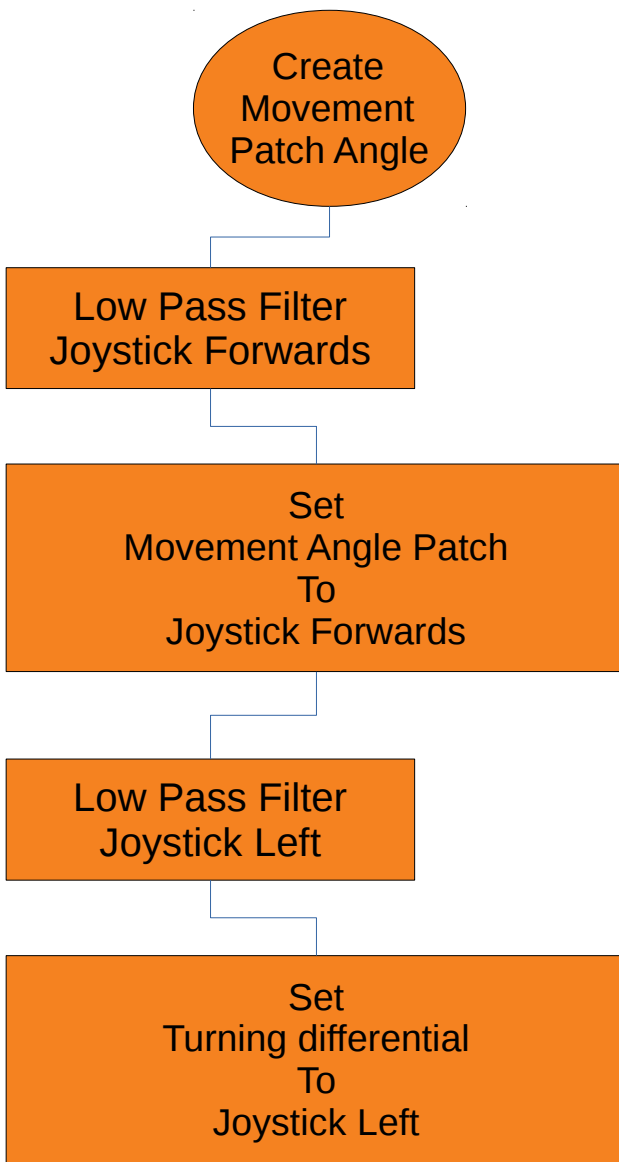 Create
Movement
Patch Angle
Low Pass Filter
Joystick Forwards
Set
Movement Angle Patch
To
Joystick Forwards
Low Pass Filter
Joystick Left
Set
Turning differential
To
Joystick Left